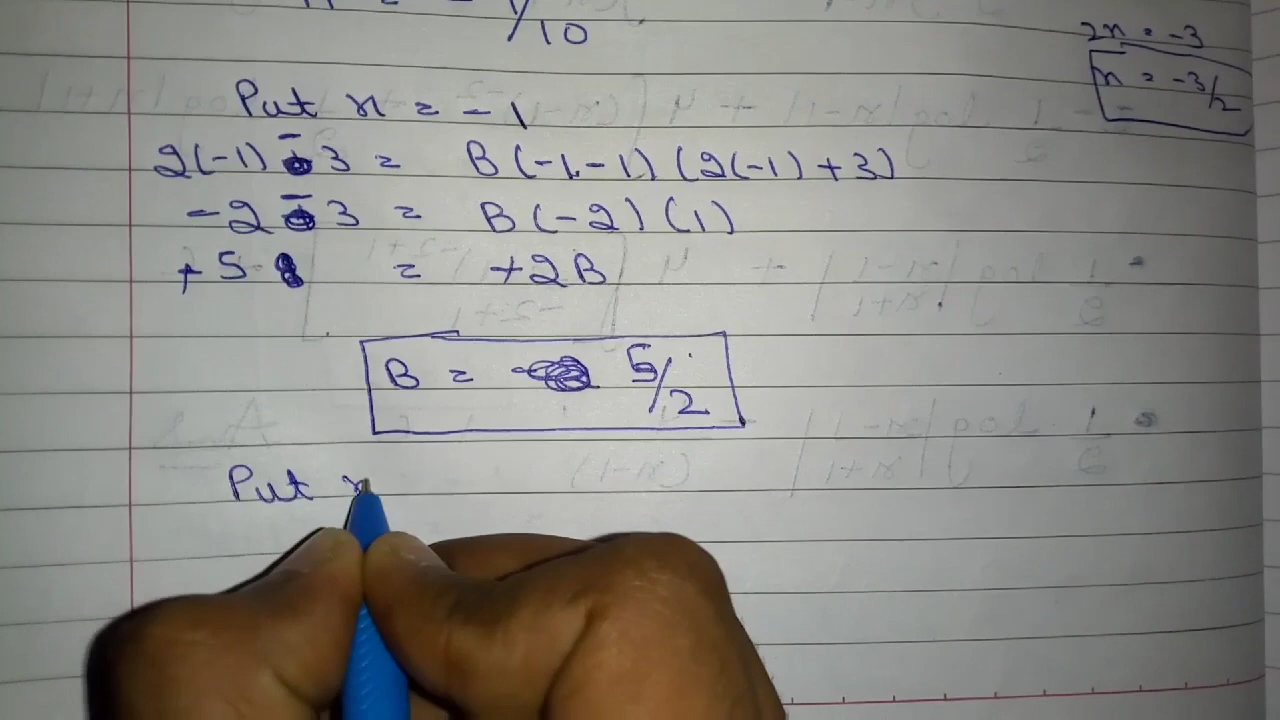 /10
2x = -3
x = -3/2
Put x = -1
2(-1) - 3 = B(-1-1) (2(-1)+3)
-2 - 3 = B(-2) (1)
+5 = +2B
B = 5/2
Put x